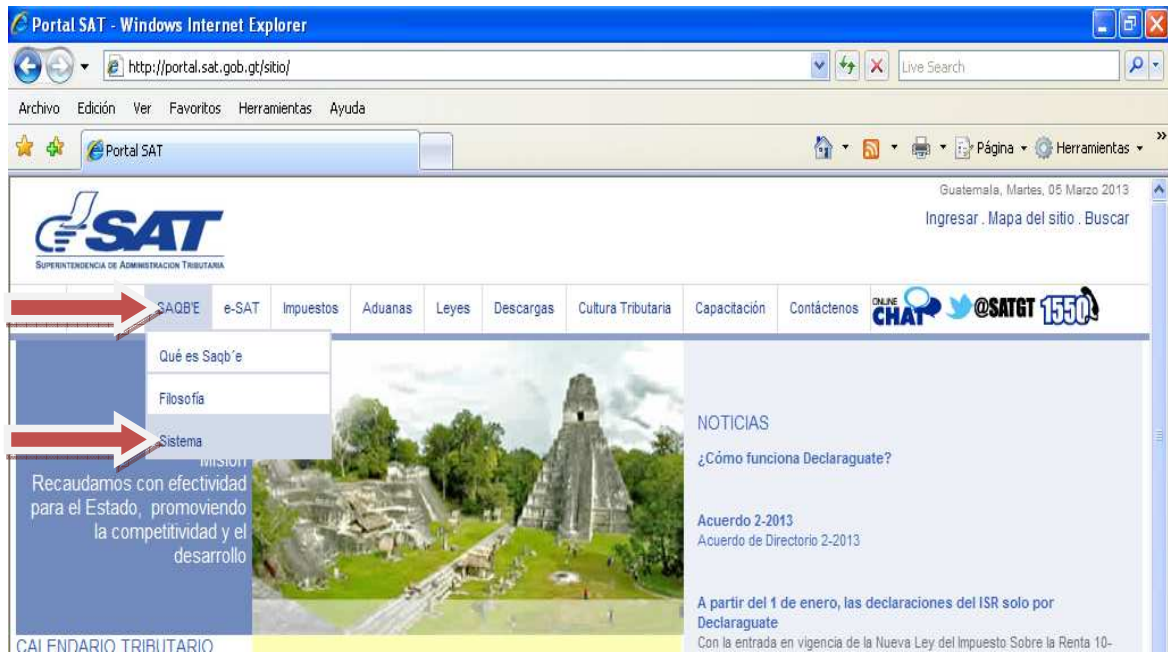 Portal SAT - Windows Internet Explorer
http://portal.sat.gob.gt/sitio/
Live Search
Archivo Edición Ver Favoritos Herramientas Ayuda
Portal SAT
Página Herramientas
Guatemala, Martes, 05 Marzo 2013
Ingresar . Mapa del sitio . Buscar
SAT
SUPERINTENDENCIA DE ADMINISTRACION TRIBUTARIA
SAQB'E e-SAT Impuestos Aduanas Leyes Descargas Cultura Tributaria Capacitación Contáctenos ONLINE CHAT @SATGT 1550
Qué es Saqb´e
Filosofía
Sistema
Misión
Recaudamos con efectividad
para el Estado, promoviendo
la competitividad y el
desarrollo
NOTICIAS
¿Cómo funciona Declaraguate?
Acuerdo 2-2013
Acuerdo de Directorio 2-2013
A partir del 1 de enero, las declaraciones del ISR solo por
Declaraguate
Con la entrada en vigencia de la Nueva Ley del Impuesto Sobre la Renta 10-
CALENDARIO TRIBUTARIO